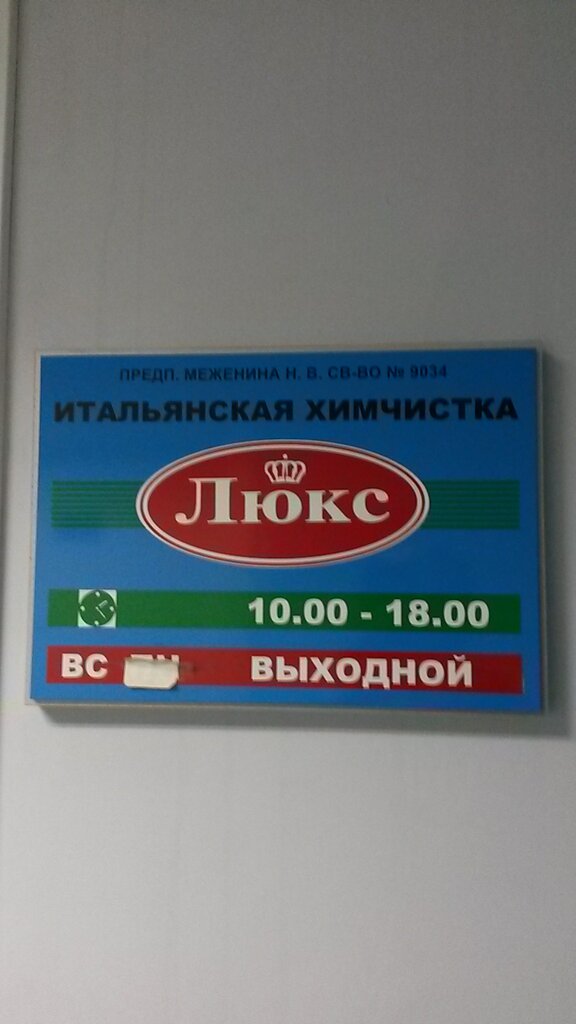 ПРЕДП. МЕЖЕНИНА Н. В. СВ-ВО № 9034
ИТАЛЬЯНСКАЯ ХИМЧИСТКА
Люкс
10.00 - 18.00
ВС ВЫХОДНОЙ